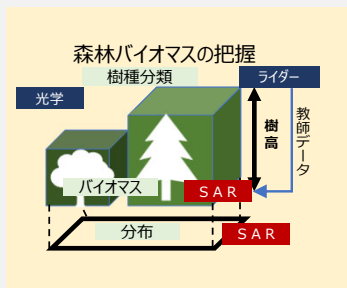 森林バイオマスの把握
樹種分類
ライダー
光学
樹高
教師データ
バイオマス
SAR
分布
SAR